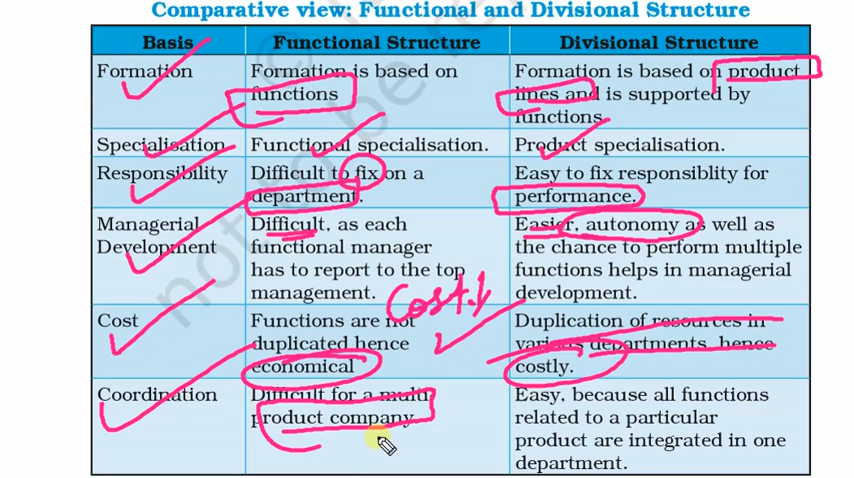 Comparative view: Functional and Divisional Structure
Basis Functional Structure Divisional Structure
Formation
Formation is based on
functions
Formation is based on product
lines and is supported by
functions.
Specialisation
Functional specialisation.
Product specialisation.
Responsibility
Difficult to fix on a
department.
Easy to fix responsiblity for
performance.
Managerial
Development
Difficult, as each
functional manager
has to report to the top
management.
Easier, autonomy as well as
the chance to perform multiple
functions helps in managerial
development.
Cost
Functions are not
duplicated hence
economical
Cost↓
Duplication of resources in
various departments, hence
costly.
Coordination
Difficult for a multi-
product company.
Easy, because all functions
related to a particular
product are integrated in one
department.